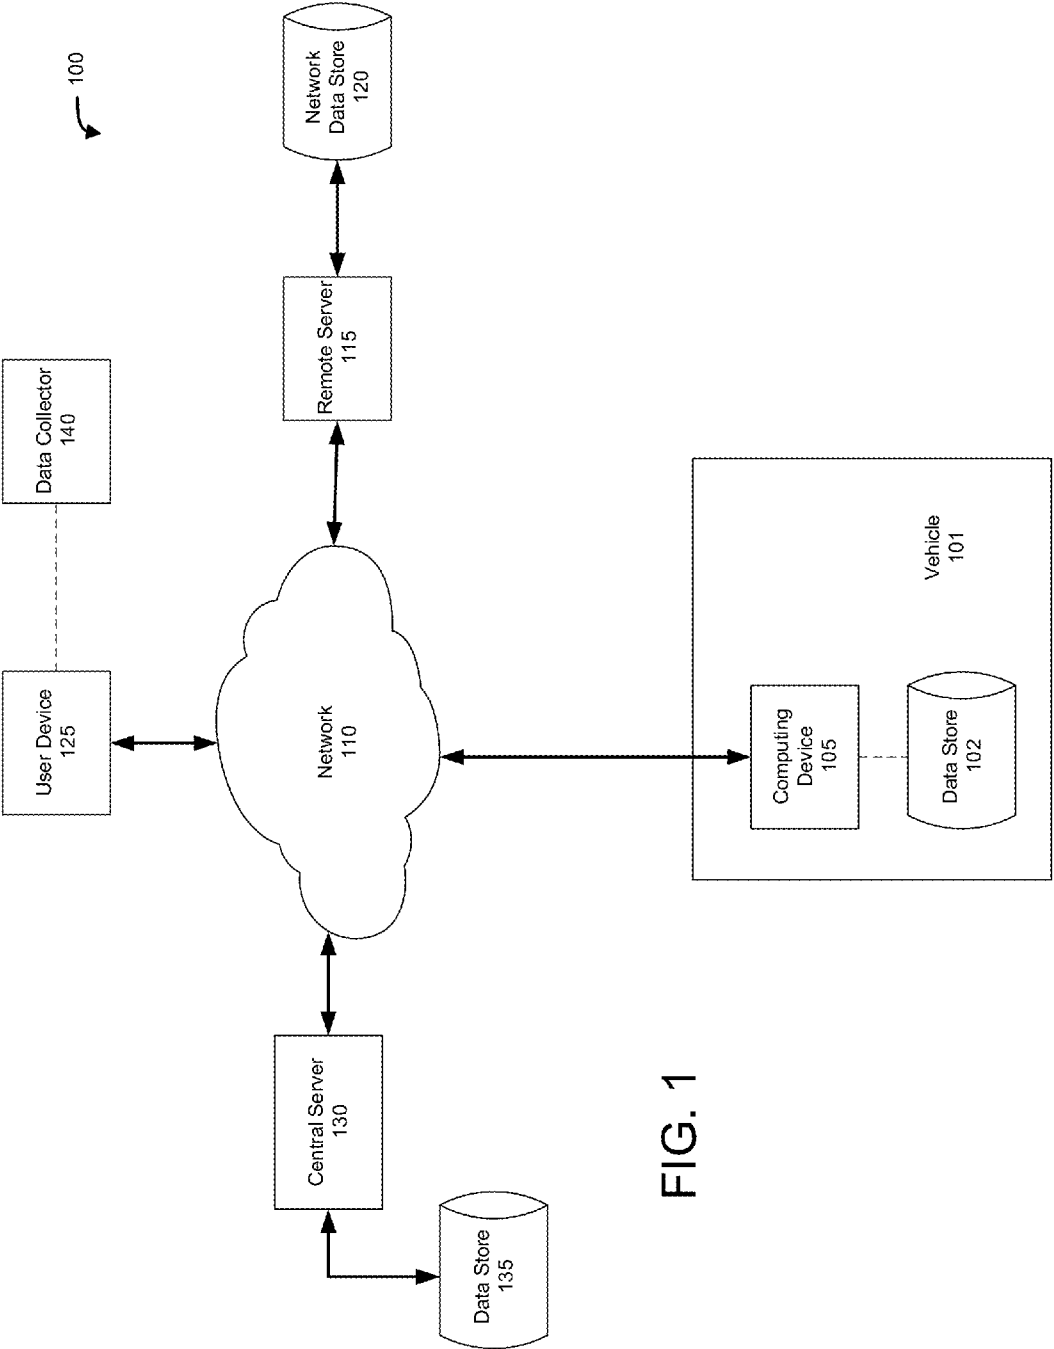 100
Data Collector
140
Network
Data Store
120
User Device
125
Remote Server
115
Network
110
Central Server
130
Data Store
135
Computing
Device
105
Vehicle
101
Data Store
102
FIG. 1